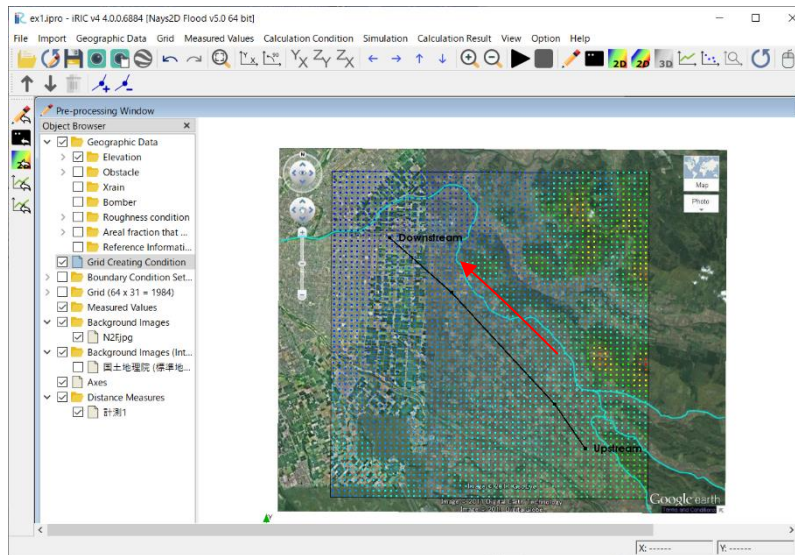 ex1.ipro - iRIC v4 4.0.0.6884 [Nays2D Flood v5.0 64 bit]
File Import Geographic Data Grid Measured Values Calculation Condition Simulation Calculation Result View Option Help
Pre-processing Window
Object Browser
Geographic Data
Elevation
Obstacle
Xrain
Bomber
Roughness condition
Areal fraction that ...
Reference Informati...
Grid Creating Condition
Boundary Condition Set...
Grid (64 x 31 = 1984)
Measured Values
Background Images
N2F.jpg
Background Images (Int...
国土地理院 (標準地...
Axes
Distance Measures
計測1
Map
Photo
Downstream
Upstream
Google earth
Terms and Conditions
X: ------
Y: ------